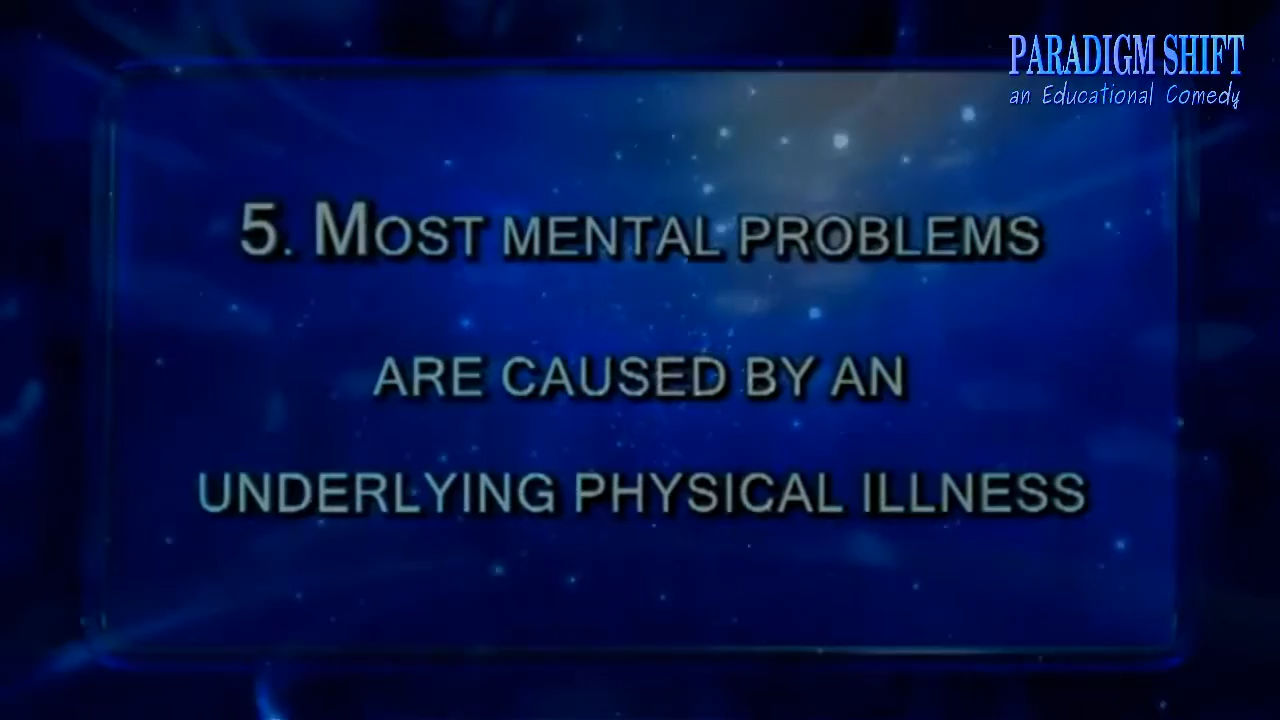 PARADIGM SHIFT
an Educational Comedy
5. MOST MENTAL PROBLEMS
ARE CAUSED BY AN
UNDERLYING PHYSICAL ILLNESS